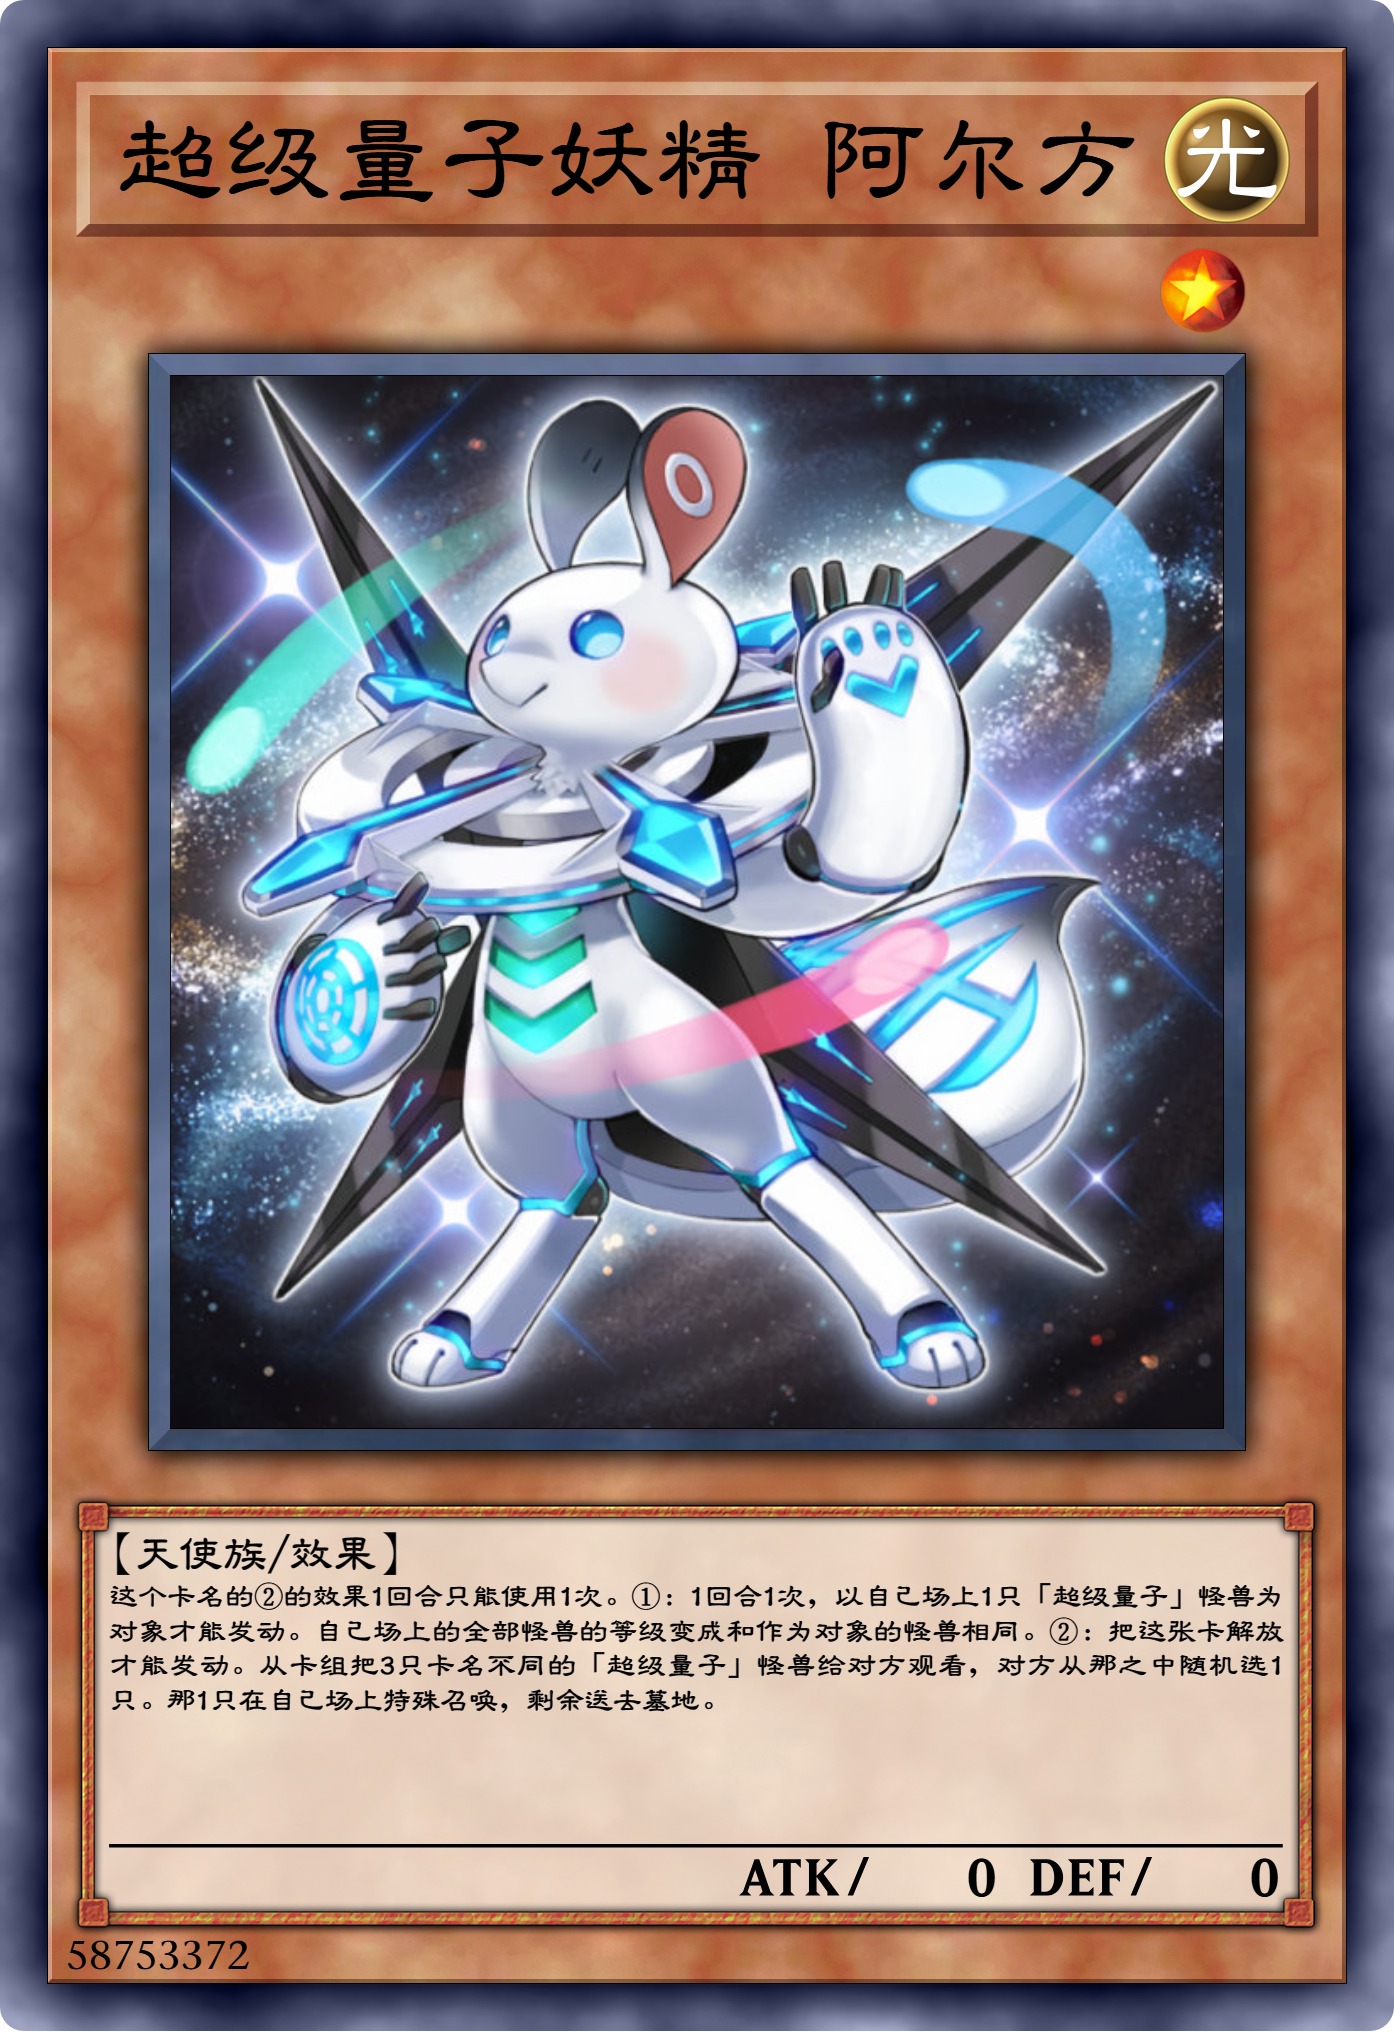 超级量子妖精 阿尔方 光
【天使族/效果】
这个卡名的②的效果1回合只能使用1次。①：1回合1次，以自己场上1只「超级量子」怪兽为
对象才能发动。自己场上的全部怪兽的等级变成和作为对象的怪兽相同。②：把这张卡解放
才能发动。从卡组把3只卡名不同的「超级量子」怪兽给对方观看，对方从那之中随机选1
只。那1只在自己场上特殊召唤，剩余送去墓地。
ATK/ 0 DEF/ 0
58753372